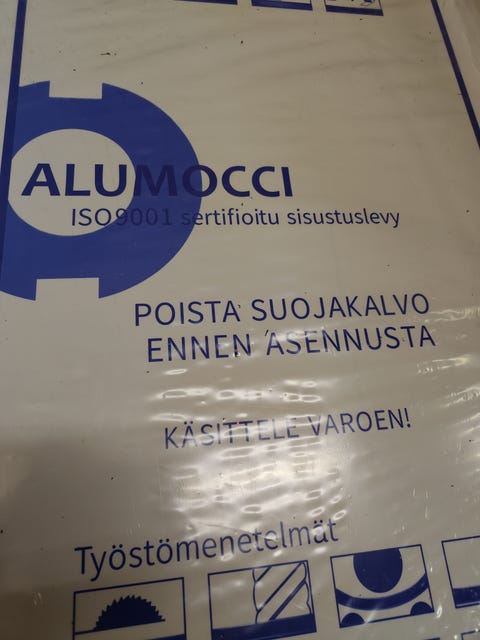 ALUMOCCI
ISO9001 sertifioitu sisustuslevy
POISTA SUOJAKALVO
ENNEN ASENNUSTA
KÄSITTELE VAROEN!
Työstömenetelmät